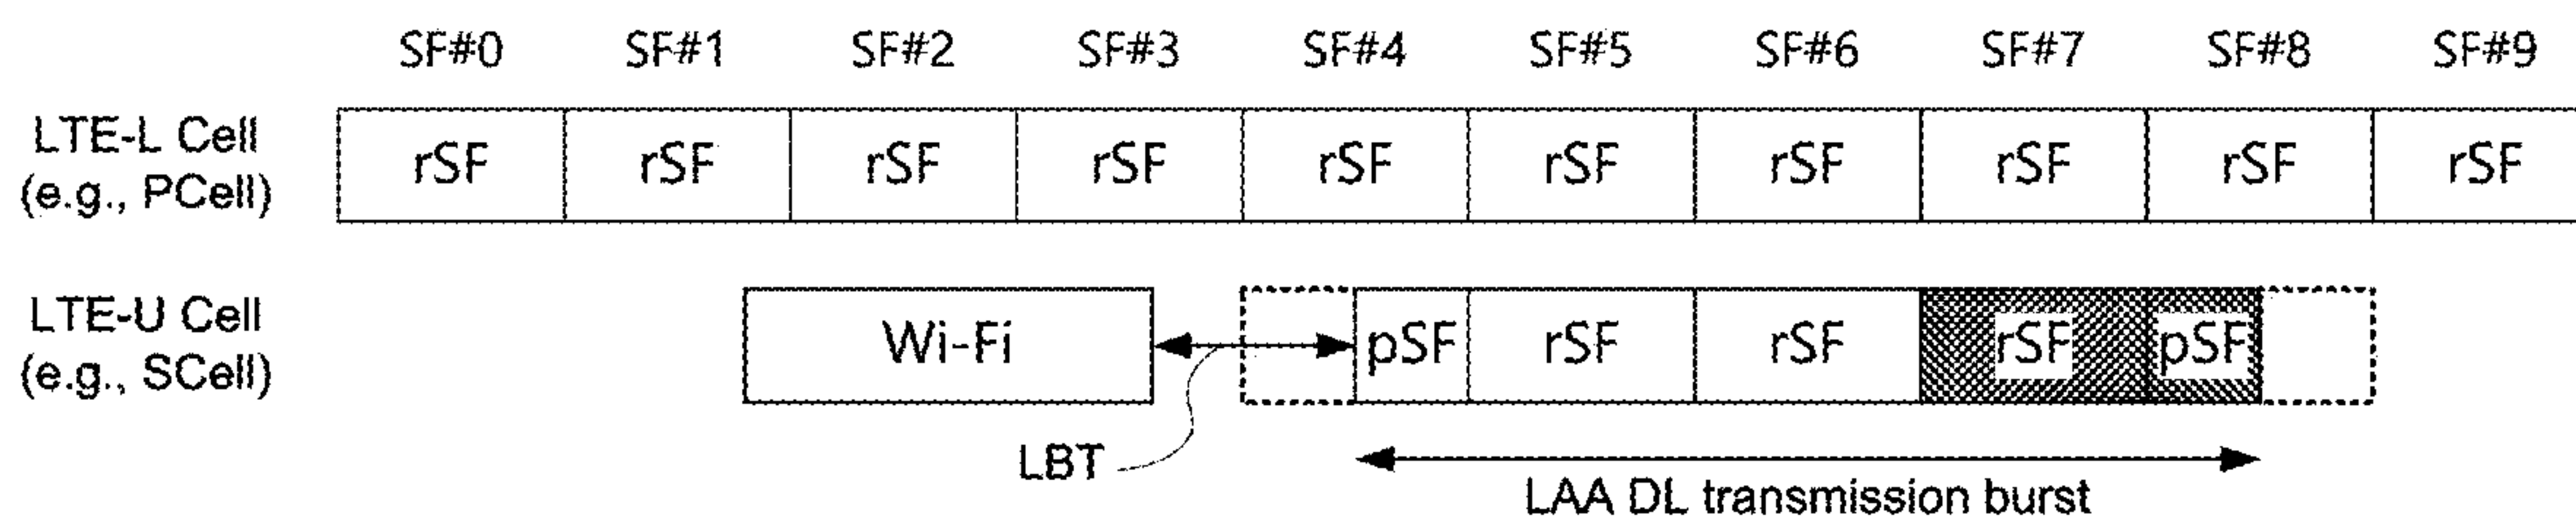 SF#0 SF#1 SF#2 SF#3 SF#4 SF#5 SF#6 SF#7 SF#8 SF#9
LTE-L Cell
(e.g., PCell)
rSF rSF rSF rSF rSF rSF rSF rSF rSF rSF
LTE-U Cell
(e.g., SCell)
Wi-Fi pSF rSF rSF rSF pSF
LBT
LAA DL transmission burst